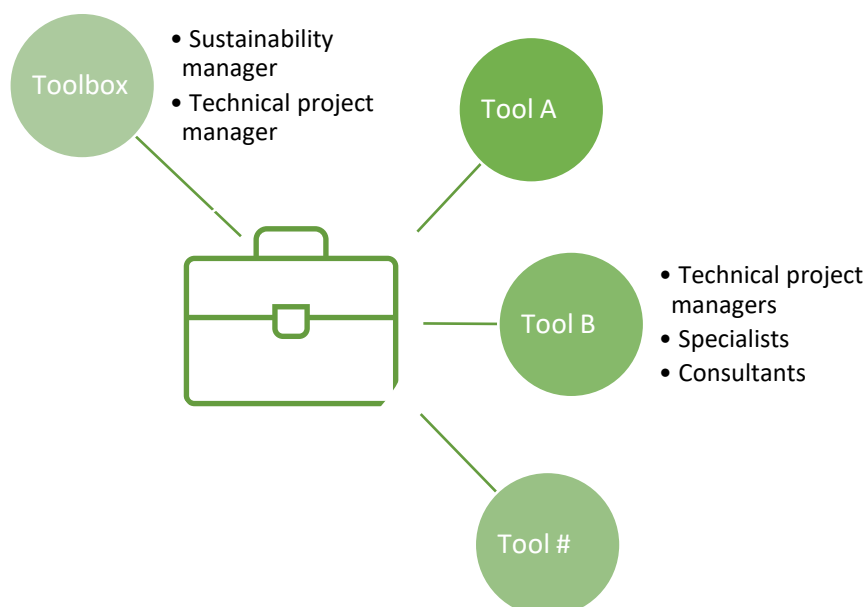 Toolbox
• Sustainability
manager
• Technical project
manager
Tool A
Tool B
• Technical project
managers
• Specialists
• Consultants
Tool #